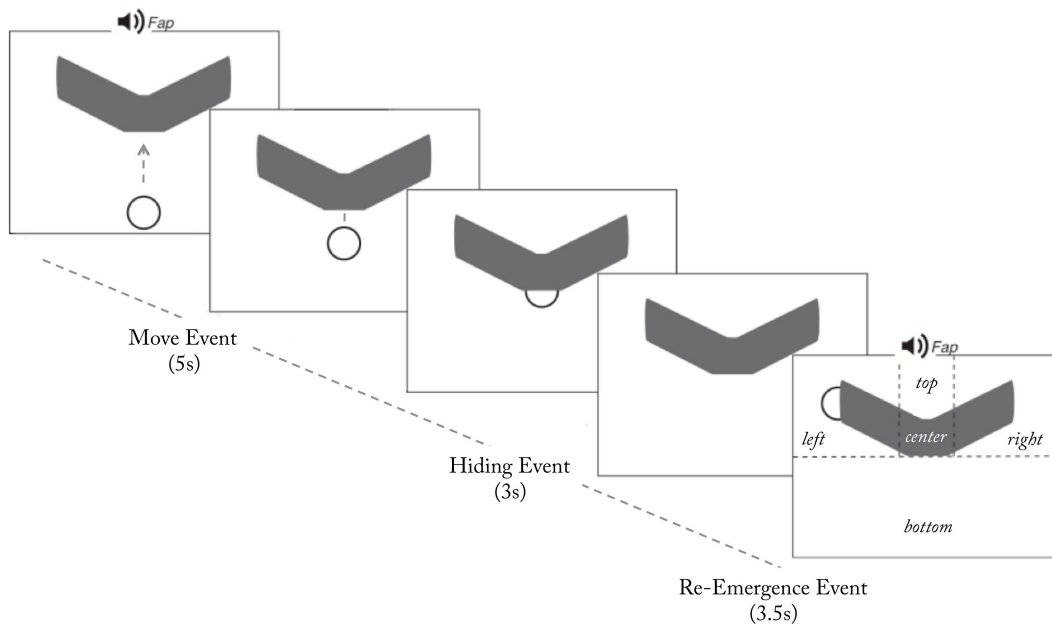 Fap
Move Event
(5s)
Hiding Event
(3s)
Fap
top
left
center
right
bottom
Re-Emergence Event
(3.5s)